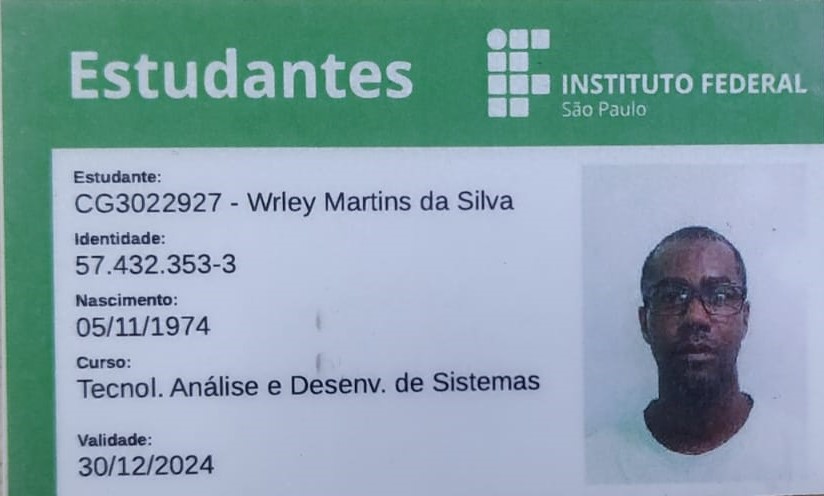 Estudantes
INSTITUTO FEDERAL
São Paulo
Estudante:
CG3022927 - Wrley Martins da Silva
Identidade:
57.432.353-3
Nascimento:
05/11/1974
Curso:
Tecnol. Análise e Desenv. de Sistemas
Validade:
30/12/2024